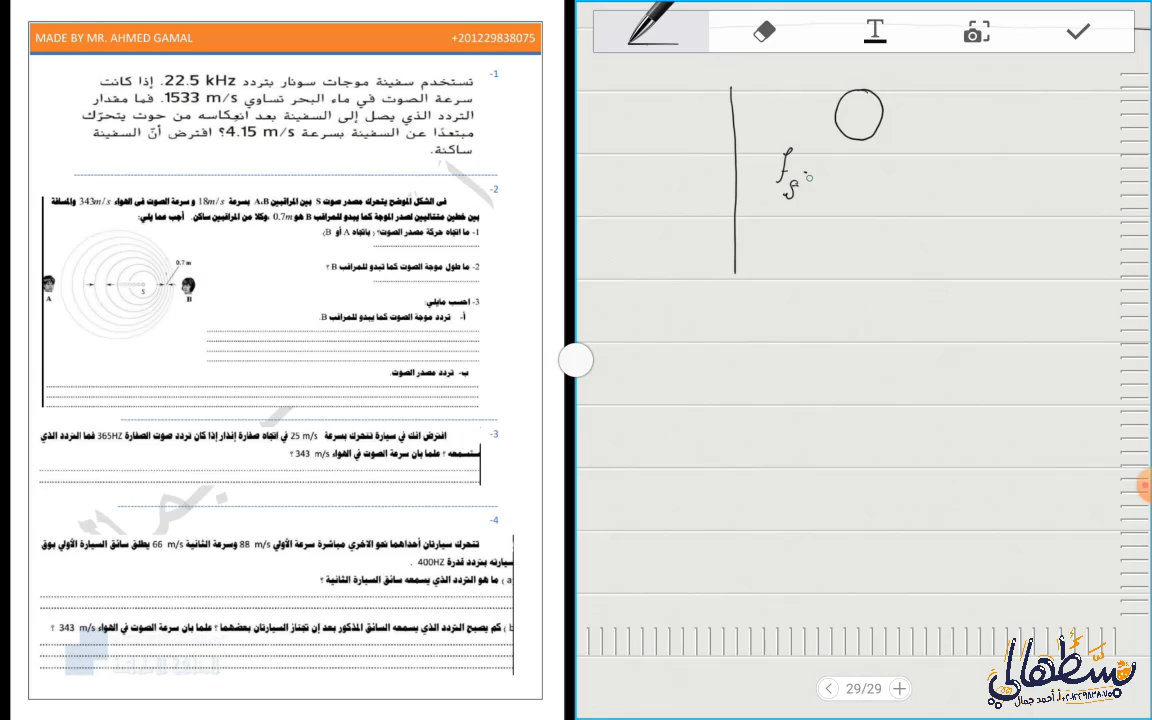 MADE BY MR. AHMED GAMAL
+201229838075
-1
تستخدم سفينة موجات سونار بتردد 22.5 kHz. إذا كانت
سرعة الصوت في ماء البحر تساوي 1533 m/s. فما مقدار
التردد الذي يصل إلى السفينة بعد انعكاسه من حوت يتحرّك
مبتعدًا عن السفينة بسرعة 4.15 m/s؟ افترض أنّ السفينة
ساكنة.
-2
فى الشكل الموضح يتحرك مصدر صوت S بين المراقبين A،B بسرعة 18m/s و سرعة الصوت فى الهواء 343m/s والمسافة
بين خطين متتاليين لصدر الموجة كما يبدو للمراقب B هو 0.7m ،وكلا من المراقبين ساكن. أجب عما يلي:
1- ما اتجاه حركة مصدر الصوت؟ ( باتجاه A أو B)
2- ما طول موجة الصوت كما تبدو للمراقب B ؟
0.7 m
S
A
B
3- احسب مايلي:
أ- تردد موجة الصوت كما يبدو للمراقب B.
ب- تردد مصدر الصوت.
-3
افترض انك في سيارة تتحرك بسرعة 25 m/s في اتجاه صفارة إنذار إذا كان تردد صوت الصفارة 365HZ فما التردد الذي
ستسمعه ؟ علما بان سرعة الصوت في الهواء 343 m/s ؟
-4
تتحرك سيارتان أحداهما نحو الاخري مباشرة سرعة الأولي 88 m/s وسرعة الثانية 66 m/s يطلق سائق السيارة الأولي بوق
سيارته بتردد قدرة 400HZ .
a ) ما هو التردد الذي يسمعه سائق السيارة الثانية ؟
b ) كم يصبح التردد الذي يسمعه السائق المذكور بعد إن تجتاز السيارتان بعضهما ؟ علما بان سرعة الصوت في الهواء 343 m/s ؟
T
f
s
29/29
بسطهالي
أ. أحمد جمال